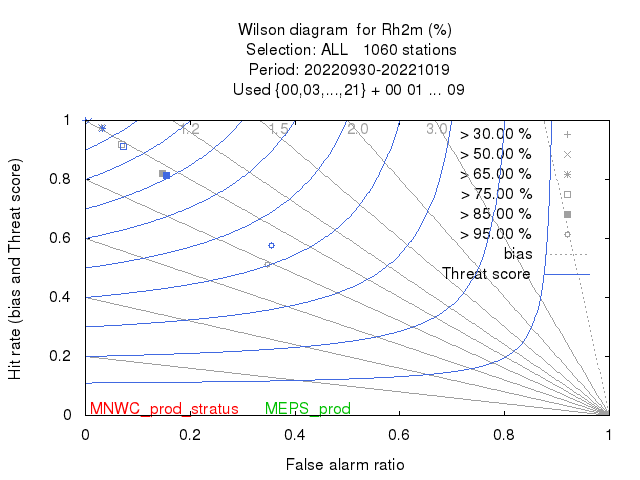 Wilson diagram for Rh2m (%)
Selection: ALL 1060 stations
Period: 20220930-20221019
Used {00,03,...,21} + 00 01 ... 09
Hit rate (bias and Threat score)
1
0.8
0.6
0.4
0.2
0
1.2
1.5
2.0
3.0
> 30.00 %
> 50.00 %
> 65.00 %
> 75.00 %
> 85.00 %
> 95.00 %
bias
Threat score
MNWC_prod_stratus MEPS_prod
0 0.2 0.4 0.6 0.8 1
False alarm ratio